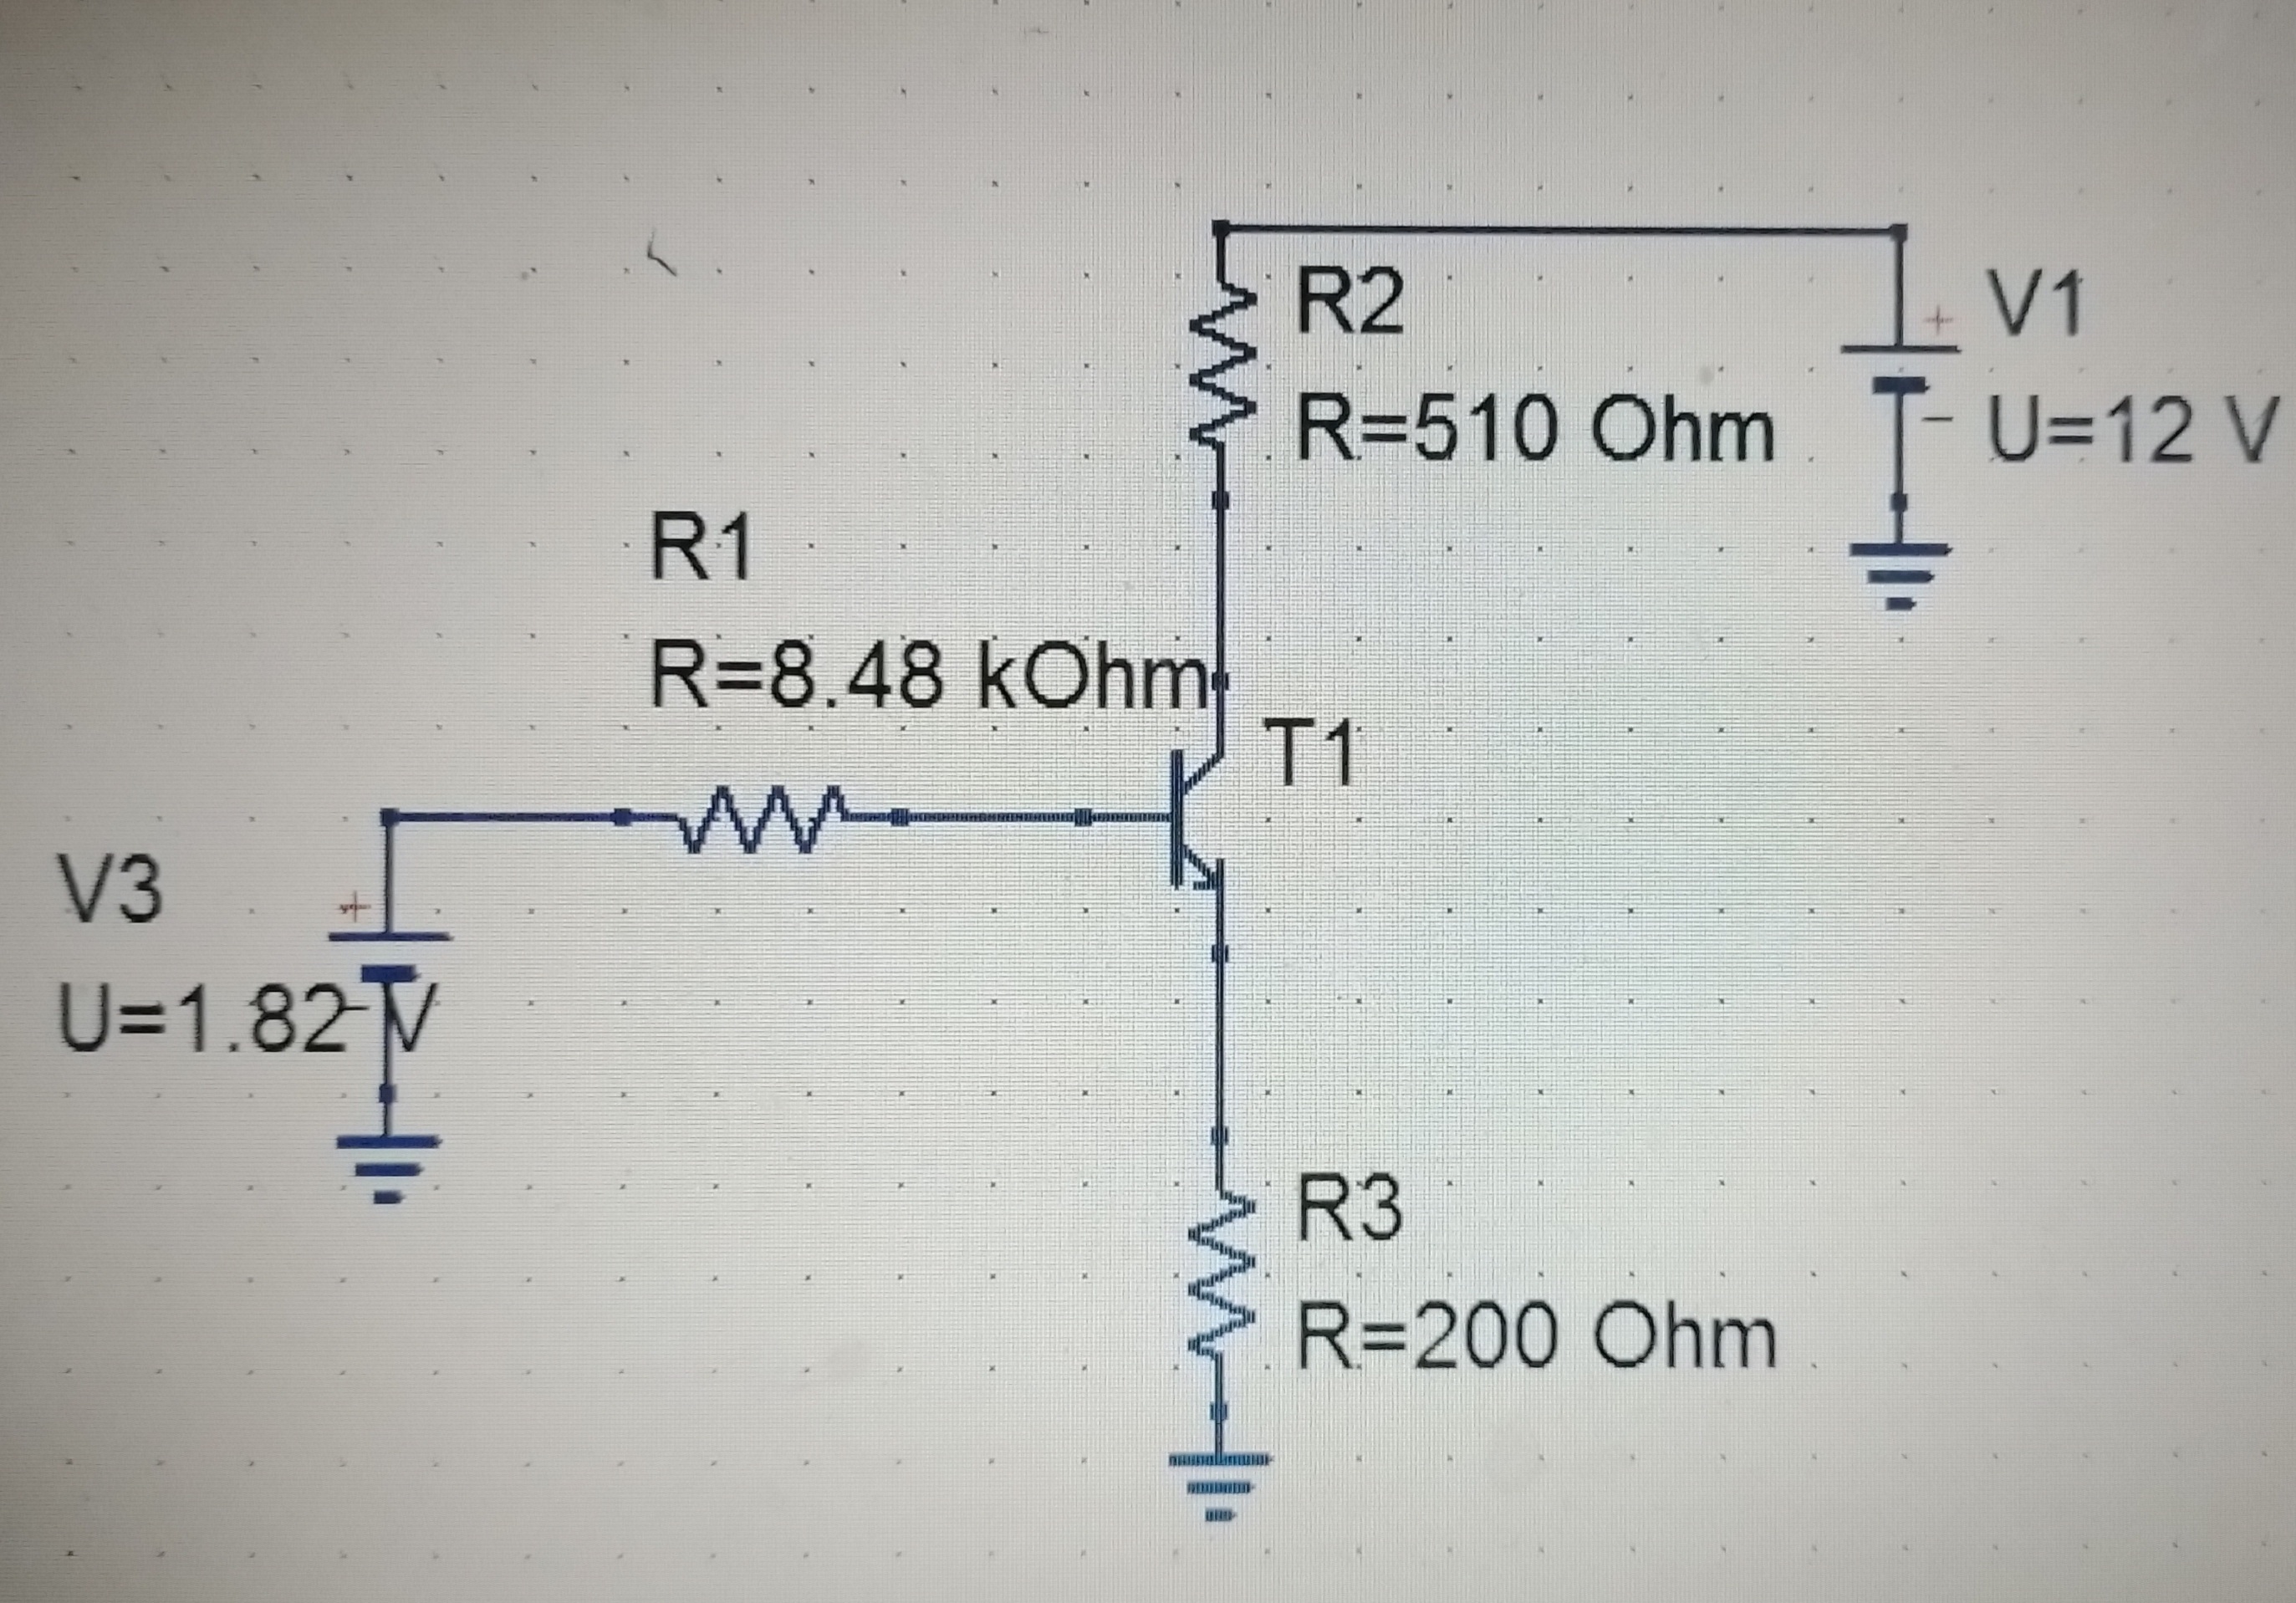 R2
R=510 Ohm
V1
U=12 V
R1
R=8.48 kOhm
T1
V3
U=1.82 V
R3
R=200 Ohm